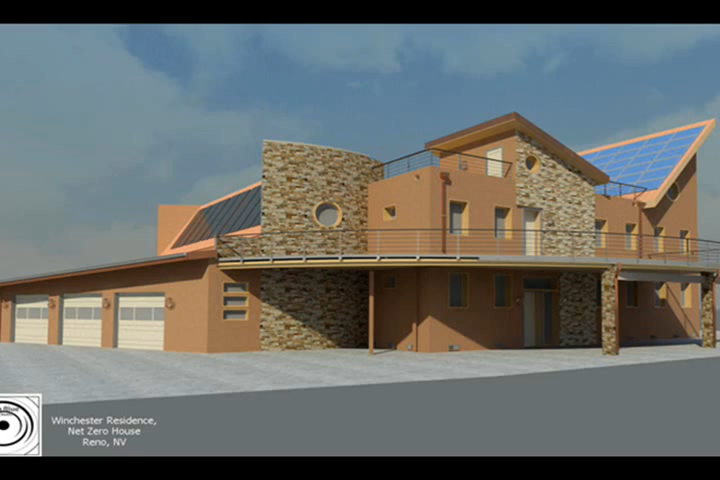 Winchester Residence,
Net Zero House
Reno, NV